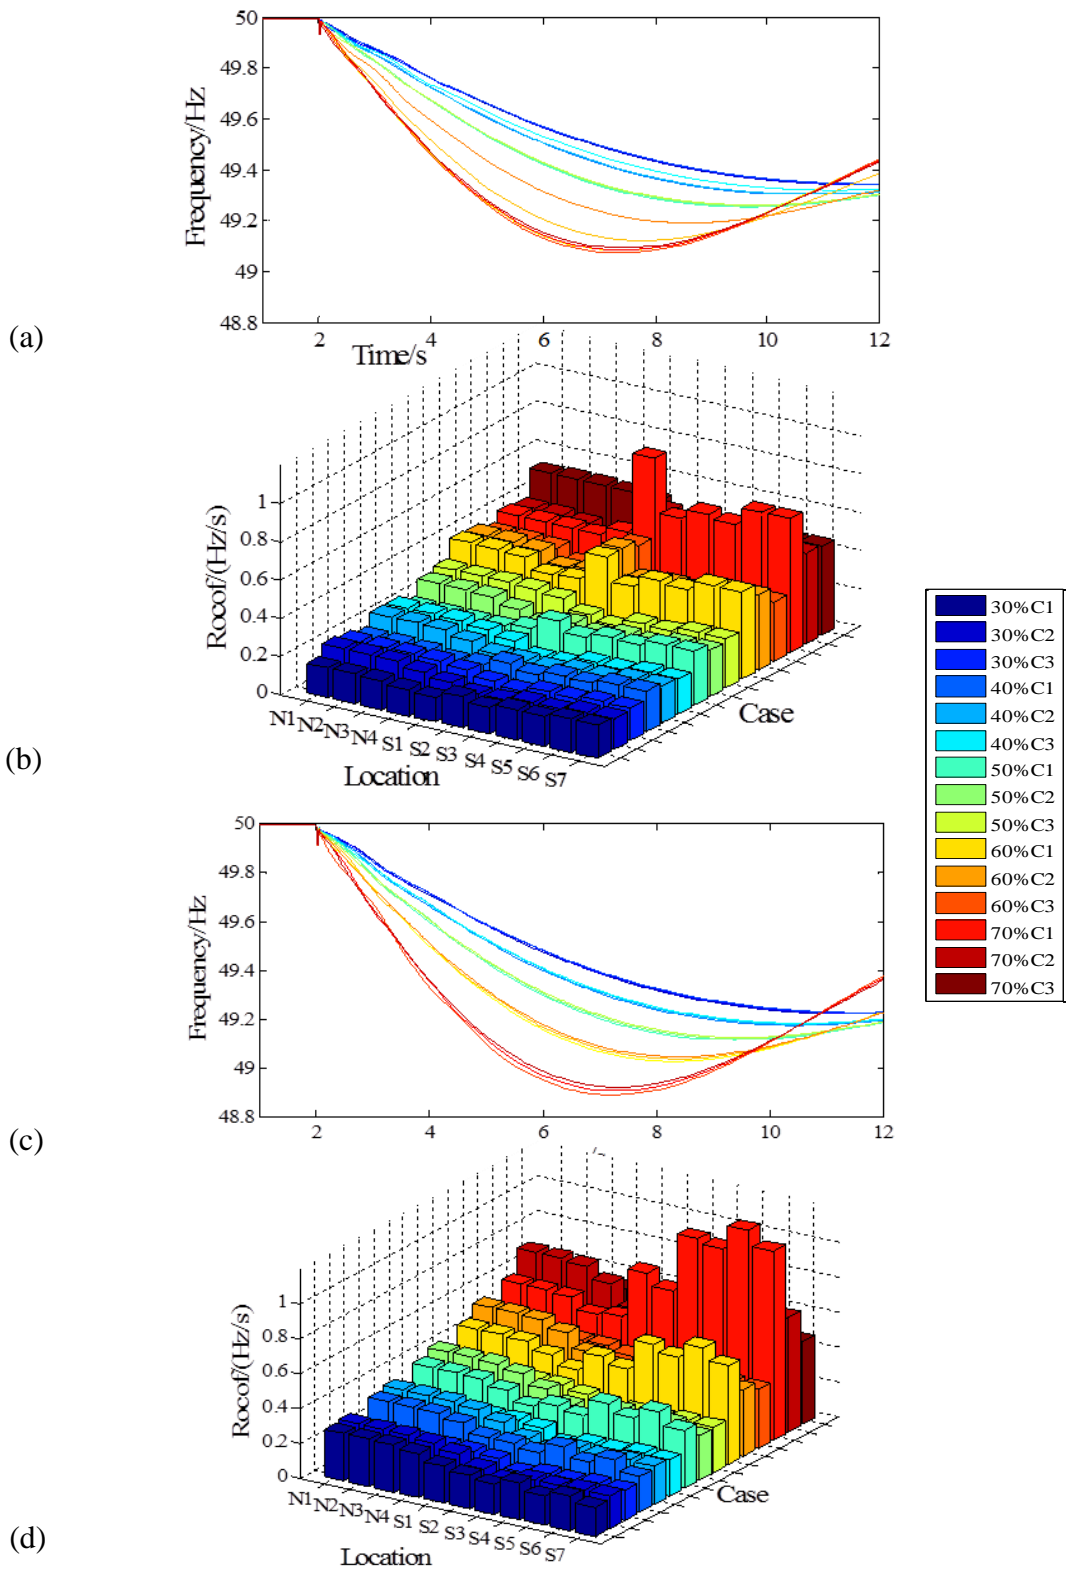 50
49.8
49.6
49.4
49.2
49
48.8
Frequency/Hz
2
4
6
8
10
12
Time/s
(a)
1
0.8
0.6
0.4
0.2
0
Rocof/(Hz/s)
N1
N2
N3
N4
S1
S2
S3
S4
S5
S6
S7
Location
Case
(b)
30%C1
30%C2
30%C3
40%C1
40%C2
40%C3
50%C1
50%C2
50%C3
60%C1
60%C2
60%C3
70%C1
70%C2
70%C3
50
49.8
49.6
49.4
49.2
49
48.8
Frequency/Hz
2
4
6
8
10
12
(c)
1
0.8
0.6
0.4
0.2
0
Rocof/(Hz/s)
N1
N2
N3
N4
S1
S2
S3
S4
S5
S6
S7
Location
Case
(d)